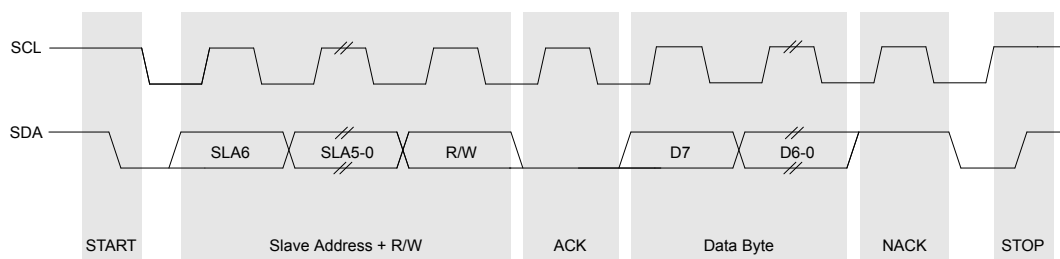 SCL
SDA
SLA6 SLA5-0 R/W D7 D6-0
START Slave Address + R/W ACK Data Byte NACK STOP